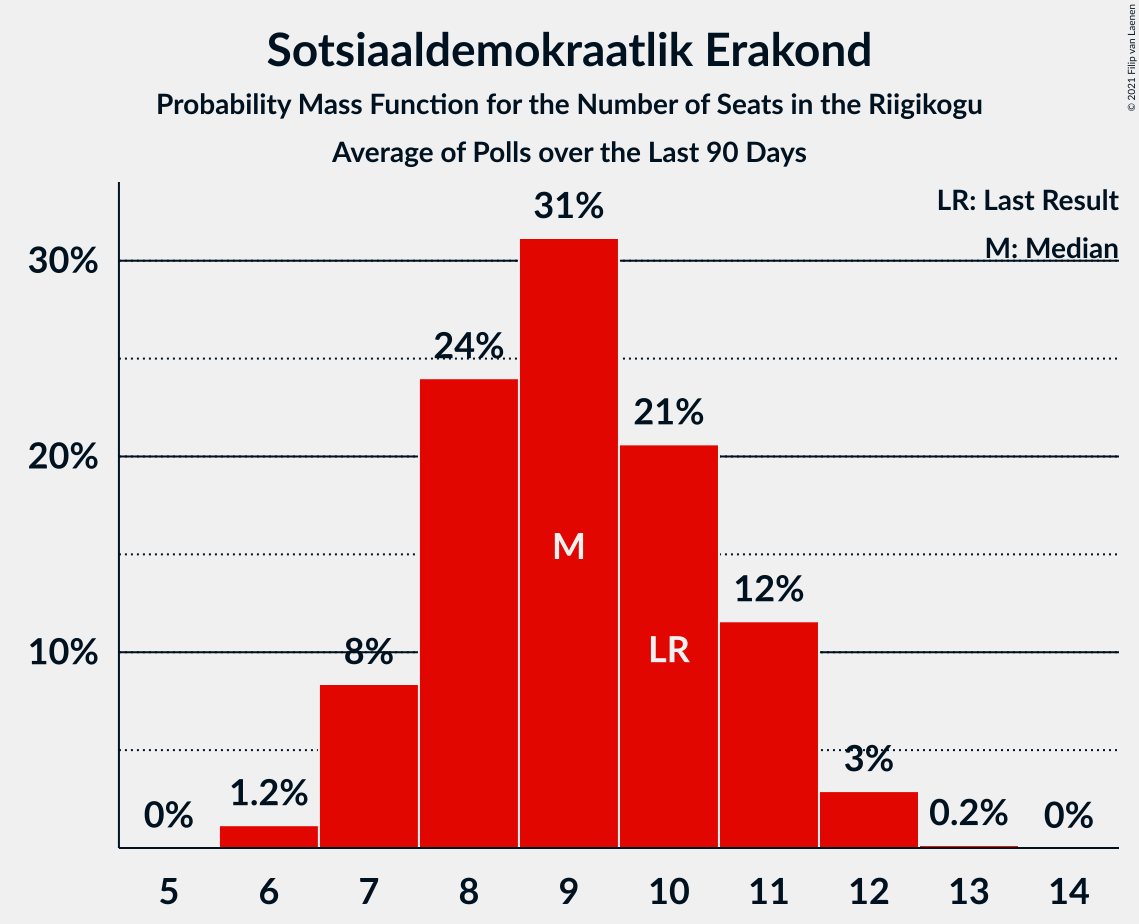 Sotsiaaldemokraatlik Erakond
Probability Mass Function for the Number of Seats in the Riigikogu
Average of Polls over the Last 90 Days
© 2021 Filip van Laenen
LR: Last Result
M: Median
30%
20%
10%
0%
1.2%
8%
24%
31%
21%
12%
3%
0.2%
0%
M
LR
5 6 7 8 9 10 11 12 13 14